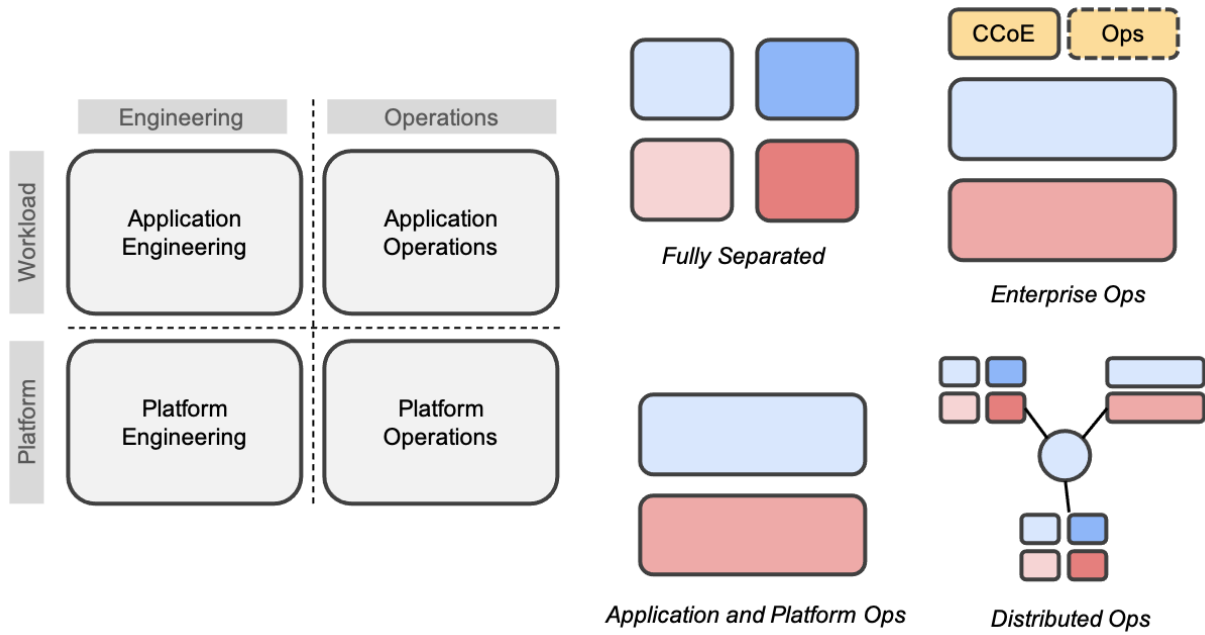 Engineering
Operations
Workload
Application
Engineering
Application
Operations
Platform
Platform
Engineering
Platform
Operations
Fully Separated
CCoE
Ops
Enterprise Ops
Application and Platform Ops
Distributed Ops